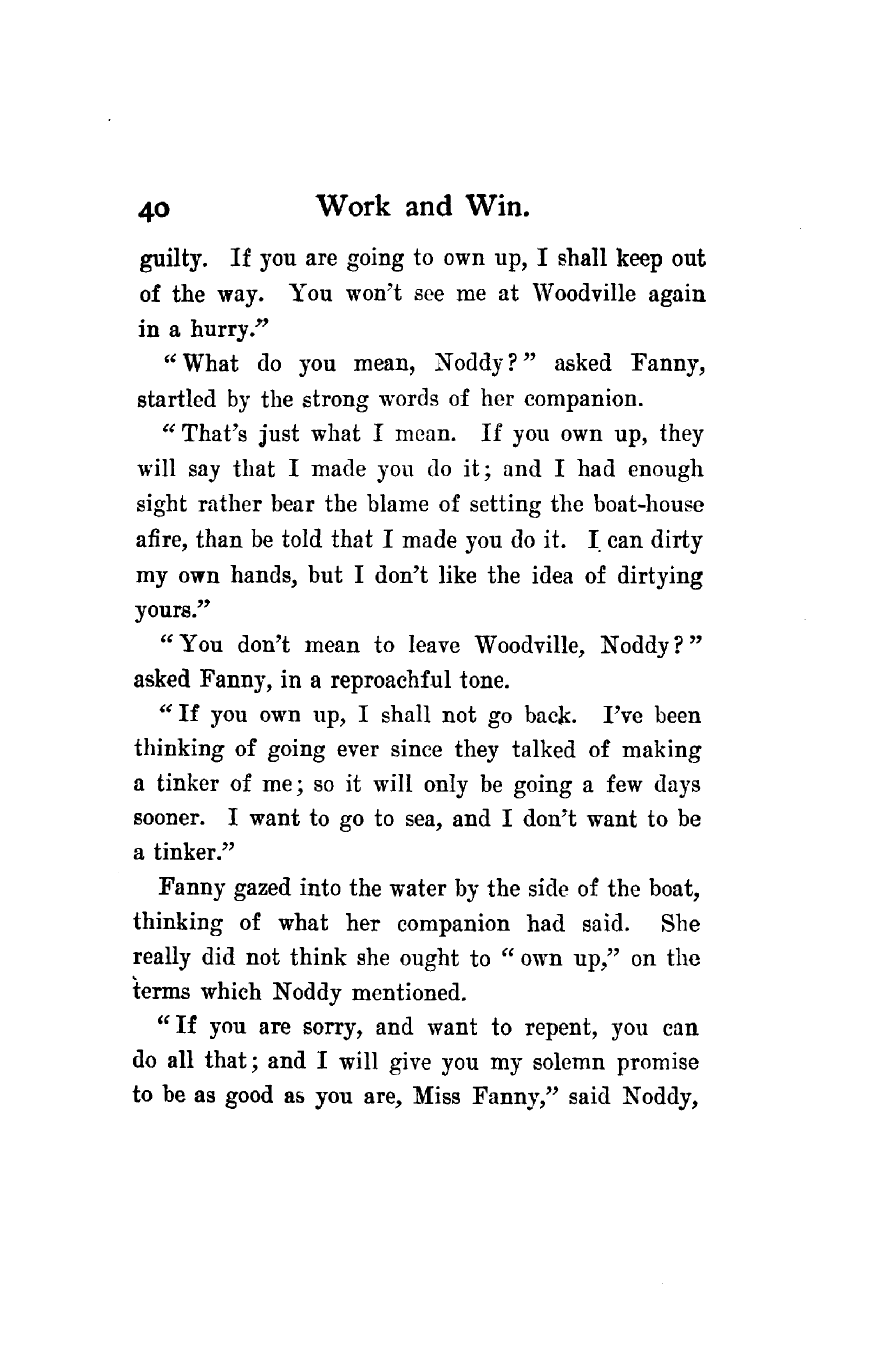 40 Work and Win.
guilty. If you are going to own up, I shall keep out
of the way. You won't see me at Woodville again
in a hurry."
"What do you mean, Noddy?" asked Fanny,
startled by the strong words of her companion.
"That's just what I mean. If you own up, they
will say that I made you do it; and I had enough
sight rather bear the blame of setting the boat-house
afire, than be told that I made you do it. I can dirty
my own hands, but I don't like the idea of dirtying
yours."
"You don't mean to leave Woodville, Noddy?"
asked Fanny, in a reproachful tone.
"If you own up, I shall not go back. I've been
thinking of going ever since they talked of making
a tinker of me; so it will only be going a few days
sooner. I want to go to sea, and I don't want to be
a tinker."
Fanny gazed into the water by the side of the boat,
thinking of what her companion had said. She
really did not think she ought to "own up," on the
terms which Noddy mentioned.
"If you are sorry, and want to repent, you can
do all that; and I will give you my solemn promise
to be as good as you are, Miss Fanny," said Noddy,